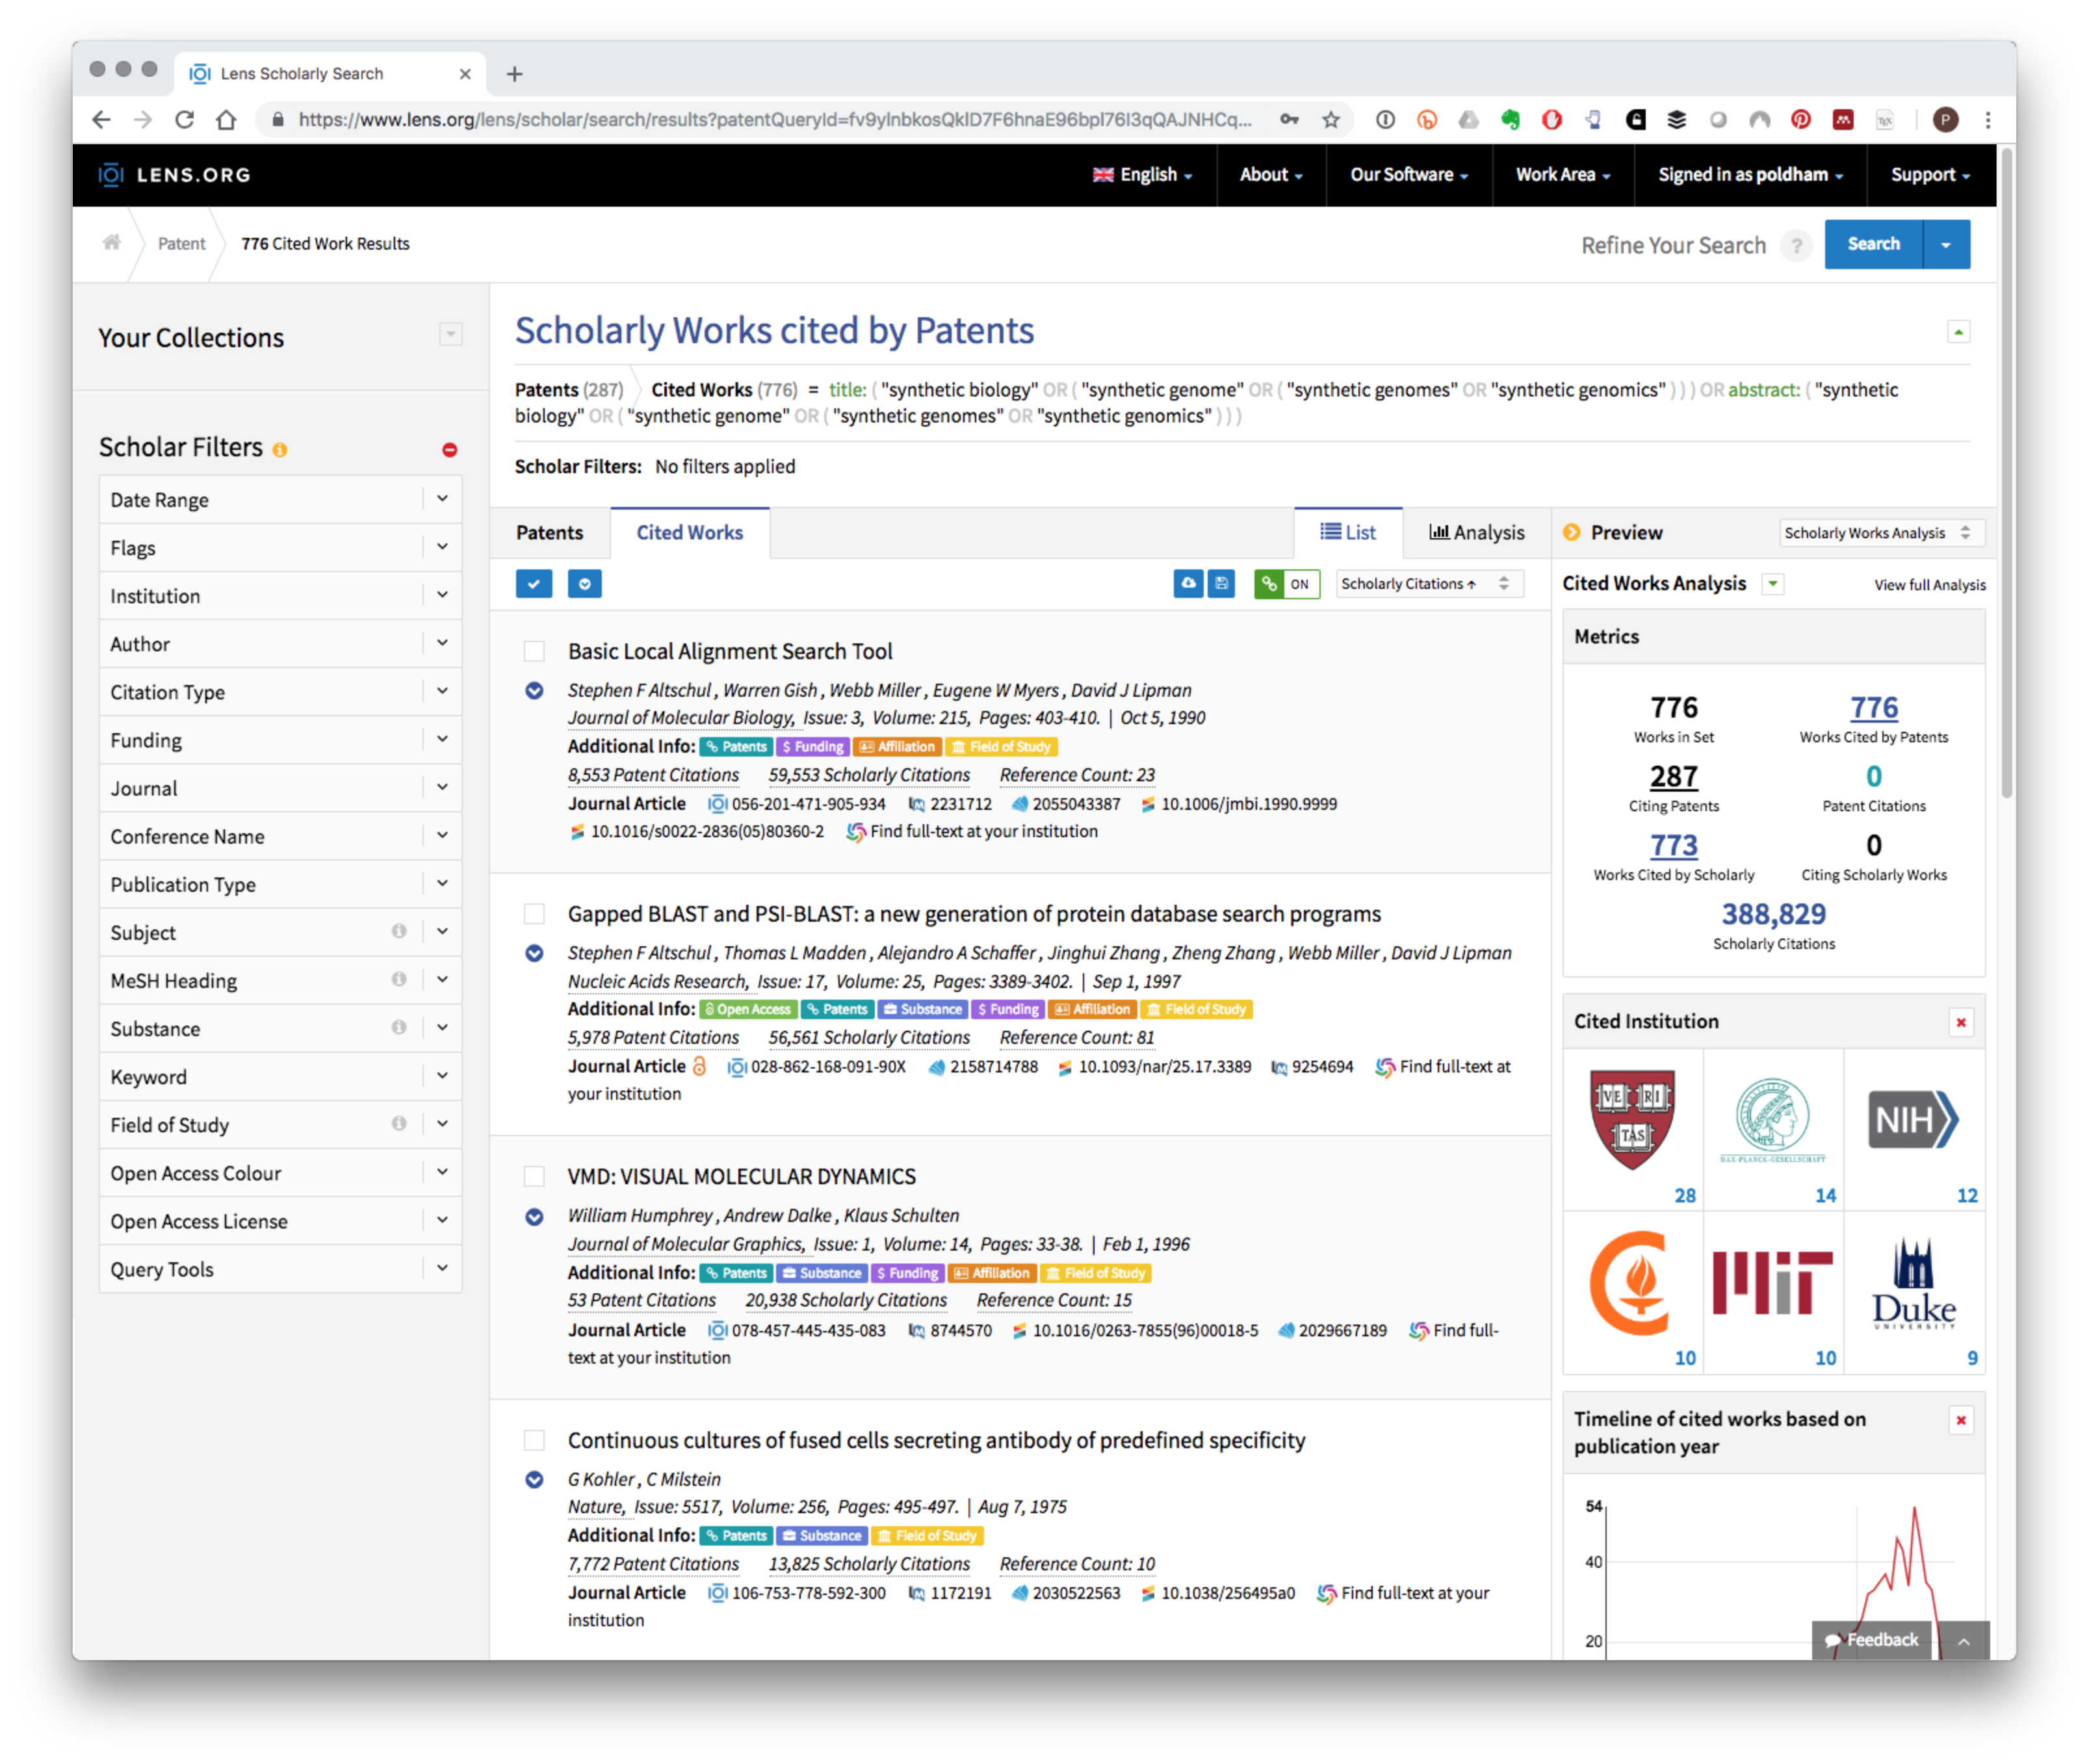 Lens Scholarly Search
https://www.lens.org/lens/scholar/search/results?patentQueryId=fv9yInbkosQkID7F6hnaE96bpI76I3qQAJNHCq...
P
LENS.ORG
English
About
Our Software
Work Area
Signed in as poldham
Support
Patent
776 Cited Work Results
Refine Your Search
?
Search
Your Collections
Scholar Filters
Date Range
Flags
Institution
Author
Citation Type
Funding
Journal
Conference Name
Publication Type
Subject
MeSH Heading
Substance
Keyword
Field of Study
Open Access Colour
Open Access License
Query Tools
Scholarly Works cited by Patents
Patents (287) Cited Works (776) = title: ( "synthetic biology" OR ( "synthetic genome" OR ( "synthetic genomes" OR "synthetic genomics" ) ) ) OR abstract: ( "synthetic
biology" OR ( "synthetic genome" OR ( "synthetic genomes" OR "synthetic genomics" ) ) )
Scholar Filters: No filters applied
Patents
Cited Works
List
Analysis
ON
Scholarly Citations ↑
Basic Local Alignment Search Tool
Stephen F Altschul , Warren Gish , Webb Miller , Eugene W Myers , David J Lipman
Journal of Molecular Biology, Issue: 3, Volume: 215, Pages: 403-410. | Oct 5, 1990
Additional Info: Patents $ Funding Affiliation Field of Study
8,553 Patent Citations 59,553 Scholarly Citations Reference Count: 23
Journal Article 056-201-471-905-934 2231712 2055043387 10.1006/jmbi.1990.9999
10.1016/s0022-2836(05)80360-2 Find full-text at your institution
Gapped BLAST and PSI-BLAST: a new generation of protein database search programs
Stephen F Altschul , Thomas L Madden , Alejandro A Schaffer , Jinghui Zhang , Zheng Zhang , Webb Miller , David J Lipman
Nucleic Acids Research, Issue: 17, Volume: 25, Pages: 3389-3402. | Sep 1, 1997
Additional Info: Open Access Patents Substance $ Funding Affiliation Field of Study
5,978 Patent Citations 56,561 Scholarly Citations Reference Count: 81
Journal Article 028-862-168-091-90X 2158714788 10.1093/nar/25.17.3389 9254694 Find full-text at
your institution
VMD: VISUAL MOLECULAR DYNAMICS
William Humphrey , Andrew Dalke , Klaus Schulten
Journal of Molecular Graphics, Issue: 1, Volume: 14, Pages: 33-38. | Feb 1, 1996
Additional Info: Patents Substance $ Funding Affiliation Field of Study
53 Patent Citations 20,938 Scholarly Citations Reference Count: 15
Journal Article 078-457-445-435-083 8744570 10.1016/0263-7855(96)00018-5 2029667189 Find full-
text at your institution
Continuous cultures of fused cells secreting antibody of predefined specificity
G Kohler , C Milstein
Nature, Issue: 5517, Volume: 256, Pages: 495-497. | Aug 7, 1975
Additional Info: Patents Substance Field of Study
7,772 Patent Citations 13,825 Scholarly Citations Reference Count: 10
Journal Article 106-753-778-592-300 1172191 2030522563 10.1038/256495a0 Find full-text at your
institution
Preview
Scholarly Works Analysis
Cited Works Analysis
View full Analysis
Metrics
776
Works in Set
776
Works Cited by Patents
287
Citing Patents
0
Patent Citations
773
Works Cited by Scholarly
0
Citing Scholarly Works
388,829
Scholarly Citations
Cited Institution
VE RI
TAS
28
MAX-PLANCK-GESELLSCHAFT
14
NIH
12
10
MIT
10
Duke
UNIVERSITY
9
Timeline of cited works based on
publication year
54
40
20
Feedback